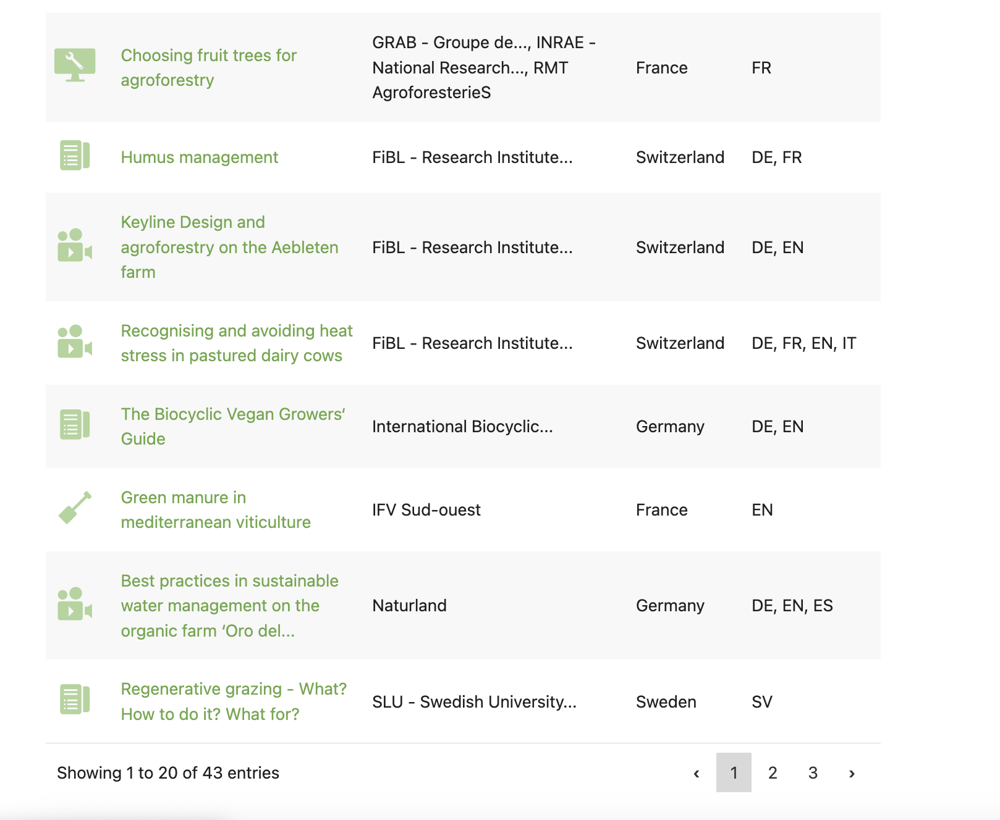 Choosing fruit trees for
agroforestry
GRAB - Groupe de..., INRAE -
National Research..., RMT
AgroforesterieS
France
FR
Humus management
FiBL - Research Institute...
Switzerland
DE, FR
Keyline Design and
agroforestry on the Aebleten
farm
FiBL - Research Institute...
Switzerland
DE, EN
Recognising and avoiding heat
stress in pastured dairy cows
FiBL - Research Institute...
Switzerland
DE, FR, EN, IT
The Biocyclic Vegan Growers‘
Guide
International Biocyclic...
Germany
DE, EN
Green manure in
mediterranean viticulture
IFV Sud-ouest
France
EN
Best practices in sustainable
water management on the
organic farm ‘Oro del...
Naturland
Germany
DE, EN, ES
Regenerative grazing - What?
How to do it? What for?
SLU - Swedish University...
Sweden
SV
Showing 1 to 20 of 43 entries
‹ 1 2 3 ›